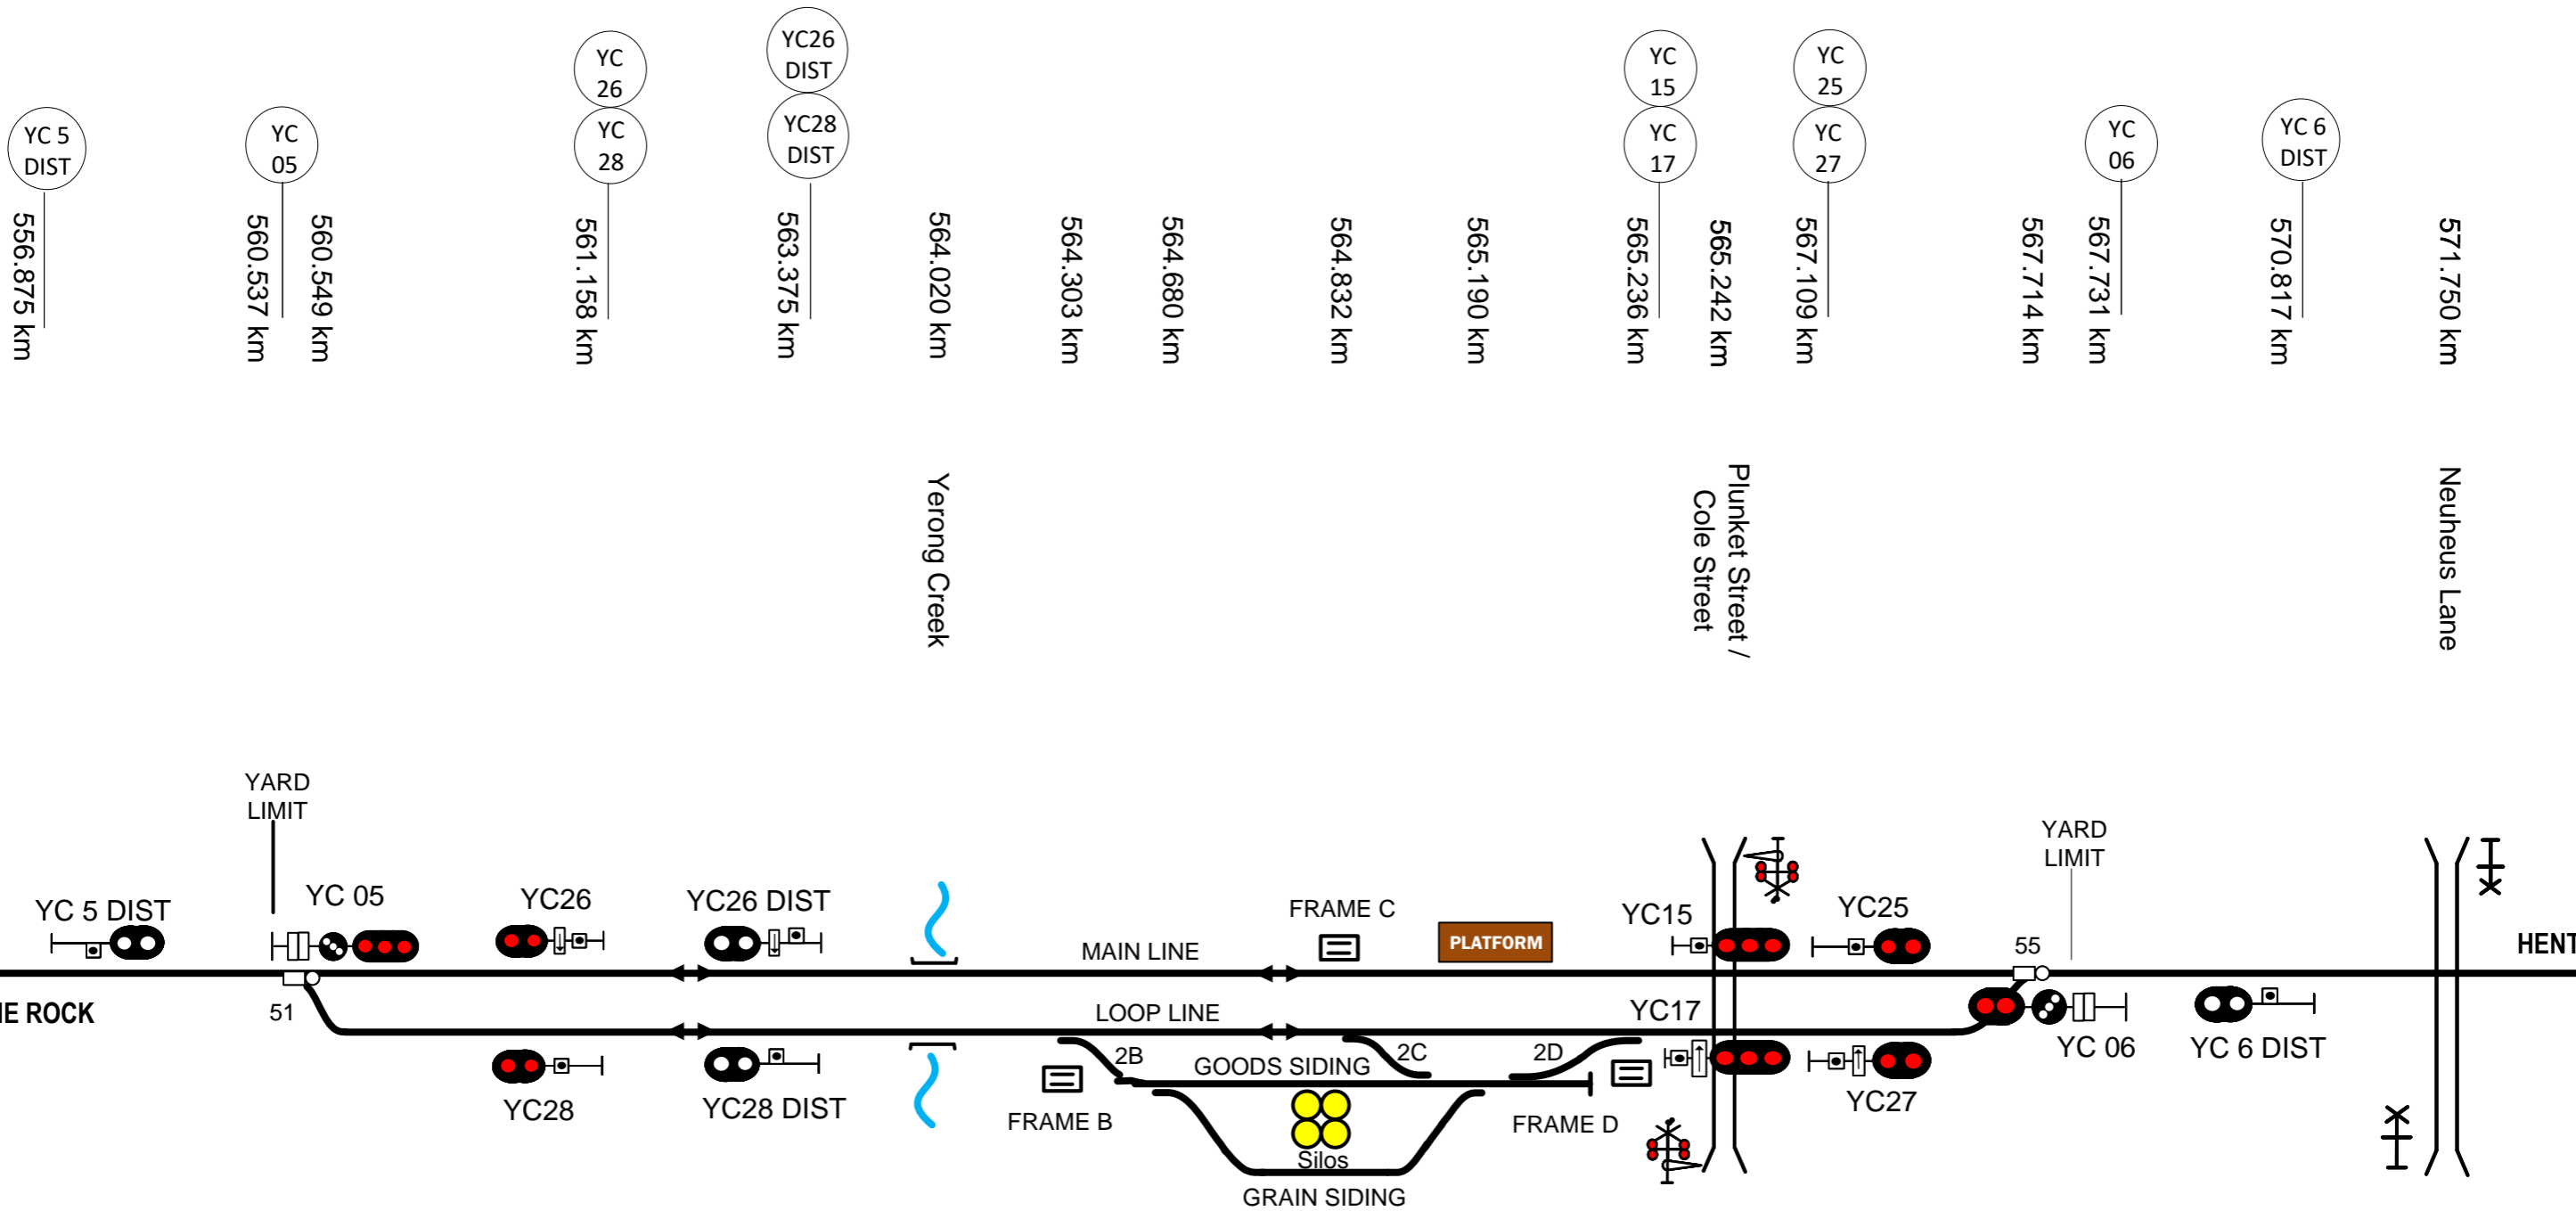 YC 5
DIST
YC
05
YC
26
YC
28
YC26
DIST
YC28
DIST
YC
15
YC
17
YC
25
YC
27
YC
06
YC 6
DIST
556.875 km
560.537 km
560.549 km
561.158 km
563.375 km
564.020 km
564.303 km
564.680 km
564.832 km
565.190 km
565.236 km
565.242 km
567.109 km
567.714 km
567.731 km
570.817 km
571.750 km
Yerong Creek
Plunket Street /
Cole Street
Neuheus Lane
YARD
LIMIT
YARD
LIMIT
YC 5 DIST
YC 05
YC26
YC26 DIST
FRAME C
PLATFORM
YC15
YC25
55
HENT
MAIN LINE
IE ROCK
51
LOOP LINE
YC17
YC 06
YC 6 DIST
2B
2C
2D
GOODS SIDING
YC28
YC28 DIST
FRAME B
FRAME D
YC27
Silos
GRAIN SIDING